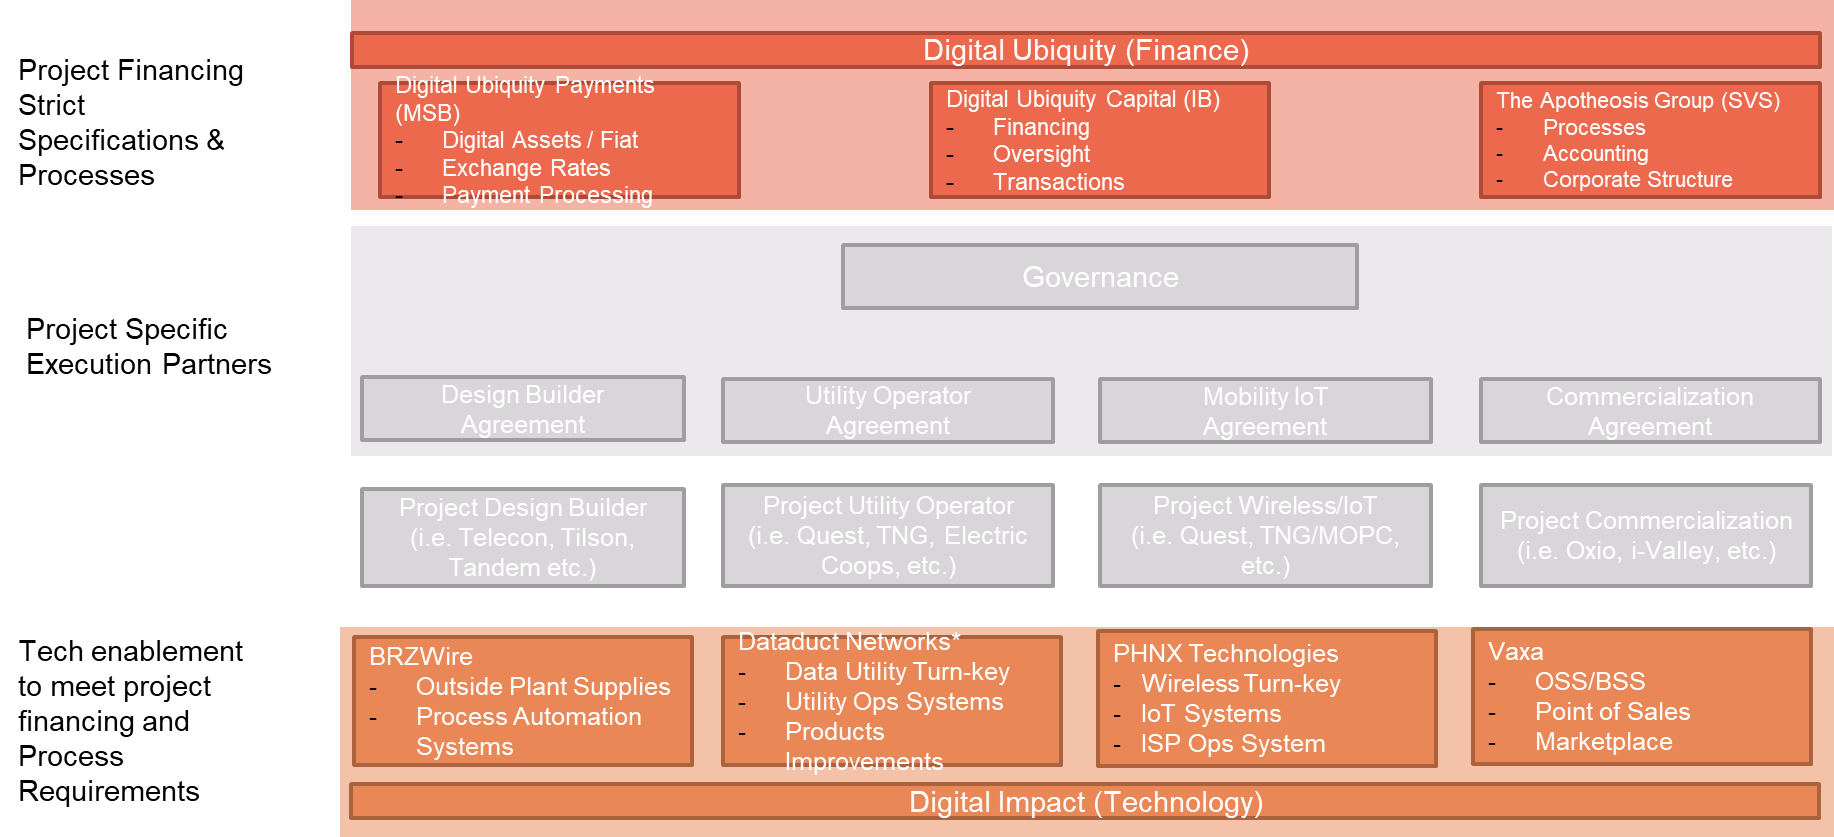 Project Financing
Strict
Specifications &
Processes
Digital Ubiquity (Finance)
Digital Ubiquity Payments
(MSB)
- Digital Assets / Fiat
- Exchange Rates
- Payment Processing
Digital Ubiquity Capital (IB)
- Financing
- Oversight
- Transactions
The Apotheosis Group (SVS)
- Processes
- Accounting
- Corporate Structure
Project Specific
Execution Partners
Governance
Design Builder
Agreement
Utility Operator
Agreement
Mobility IoT
Agreement
Commercialization
Agreement
Project Design Builder
(i.e. Telecon, Tilson,
Tandem etc.)
Project Utility Operator
(i.e. Quest, TNG, Electric
Coops, etc.)
Project Wireless/IoT
(i.e. Quest, TNG/MOPC,
etc.)
Project Commercialization
(i.e. Oxio, i-Valley, etc.)
Tech enablement
to meet project
financing and
Process
Requirements
BRZWire
- Outside Plant Supplies
- Process Automation
Systems
Dataduct Networks*
- Data Utility Turn-key
- Utility Ops Systems
- Products
Improvements
PHNX Technologies
- Wireless Turn-key
- IoT Systems
- ISP Ops System
Vaxa
- OSS/BSS
- Point of Sales
- Marketplace
Digital Impact (Technology)